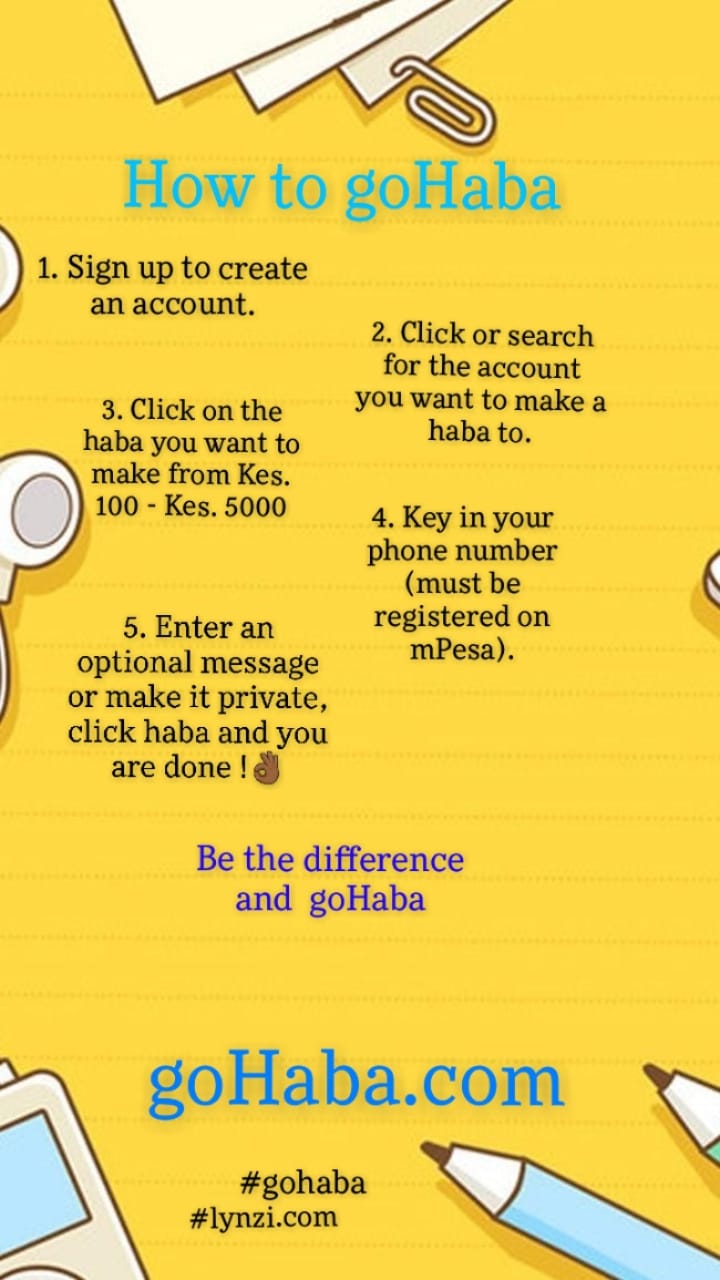 How to goHaba
1. Sign up to create
an account.
2. Click or search
for the account
you want to make a
haba to.
3. Click on the
haba you want to
make from Kes.
100 - Kes. 5000
4. Key in your
phone number
(must be
registered on
mPesa).
5. Enter an
optional message
or make it private,
click haba and you
are done !👌🏾
Be the difference
and goHaba
goHaba.com
#gohaba
#lynzi.com